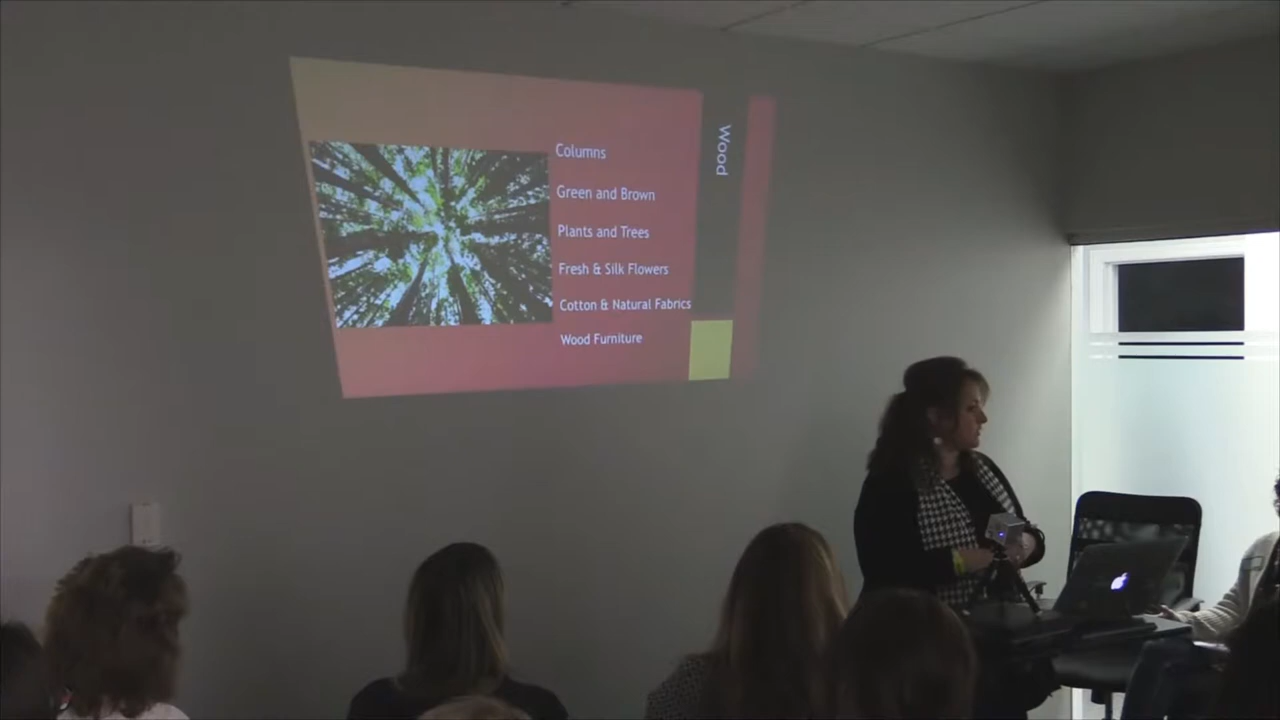 Columns
Green and Brown
Plants and Trees
Fresh & Silk Flowers
Cotton & Natural Fabrics
Wood Furniture
Wood